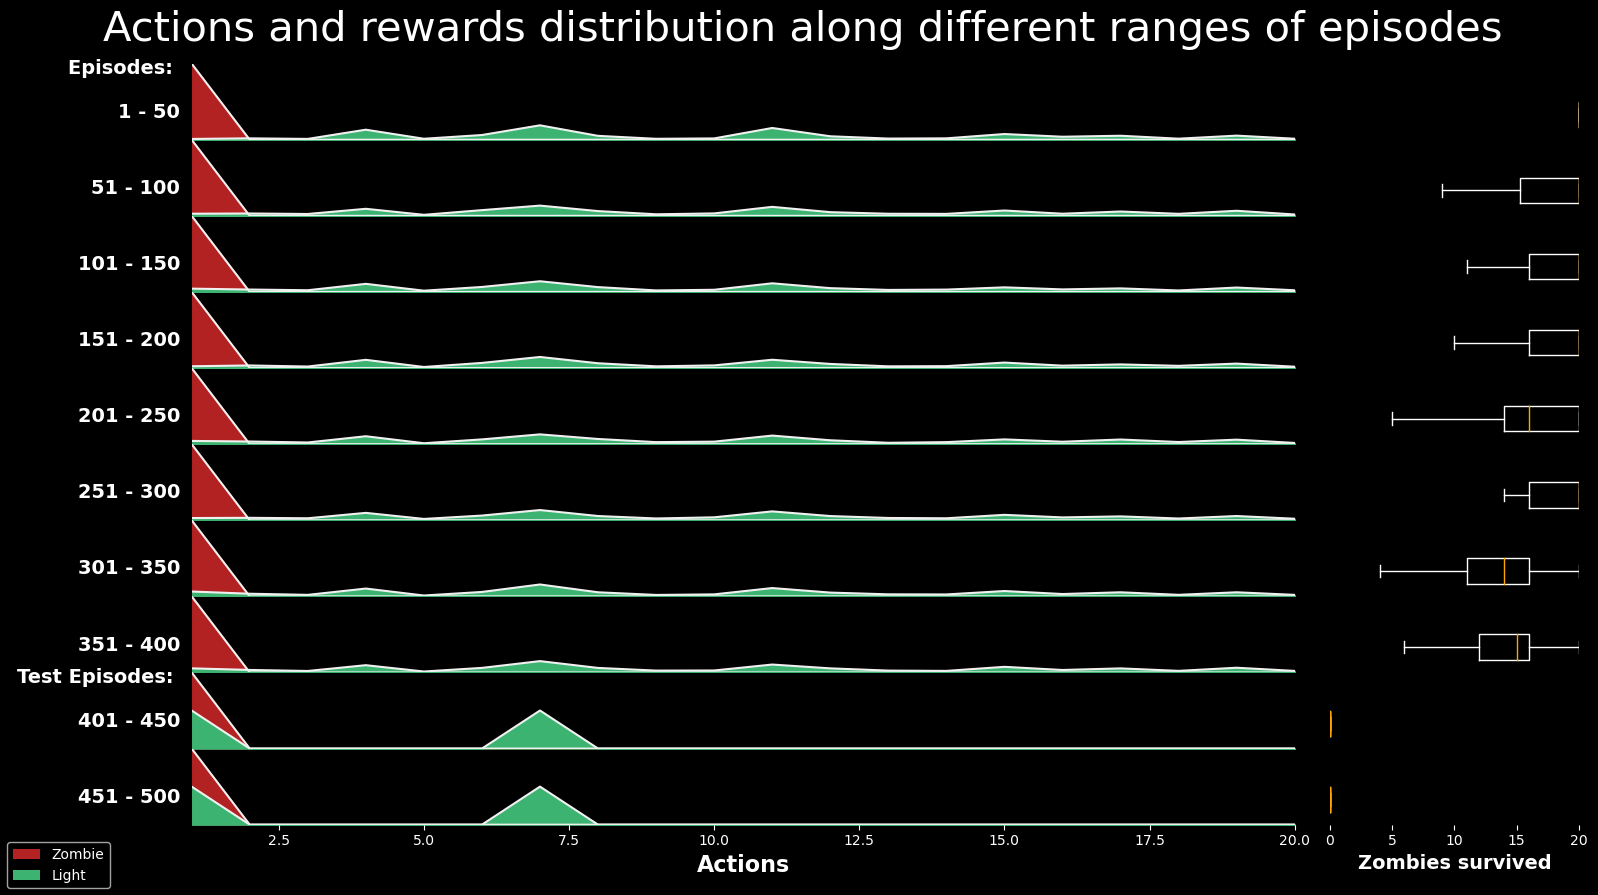 Actions and rewards distribution along different ranges of episodes
Episodes:
1 - 50
51 - 100
101 - 150
151 - 200
201 - 250
251 - 300
301 - 350
351 - 400
Test Episodes:
401 - 450
451 - 500
2.5 5.0 7.5 10.0 12.5 15.0 17.5 20.0 0 5 10 15 20
Actions
Zombies survived
Zombie
Light